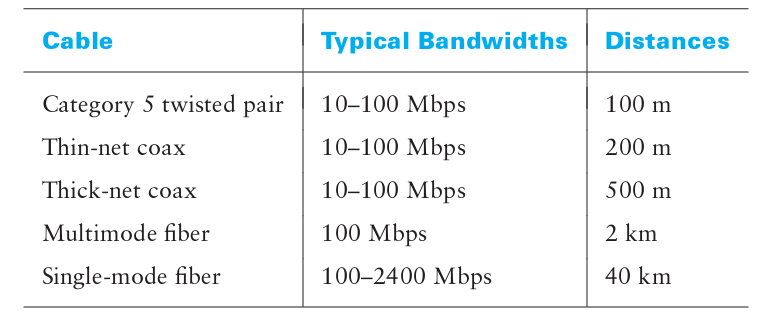 Cable Typical Bandwidths Distances
Category 5 twisted pair 10–100 Mbps 100 m
Thin-net coax 10–100 Mbps 200 m
Thick-net coax 10–100 Mbps 500 m
Multimode fiber 100 Mbps 2 km
Single-mode fiber 100–2400 Mbps 40 km